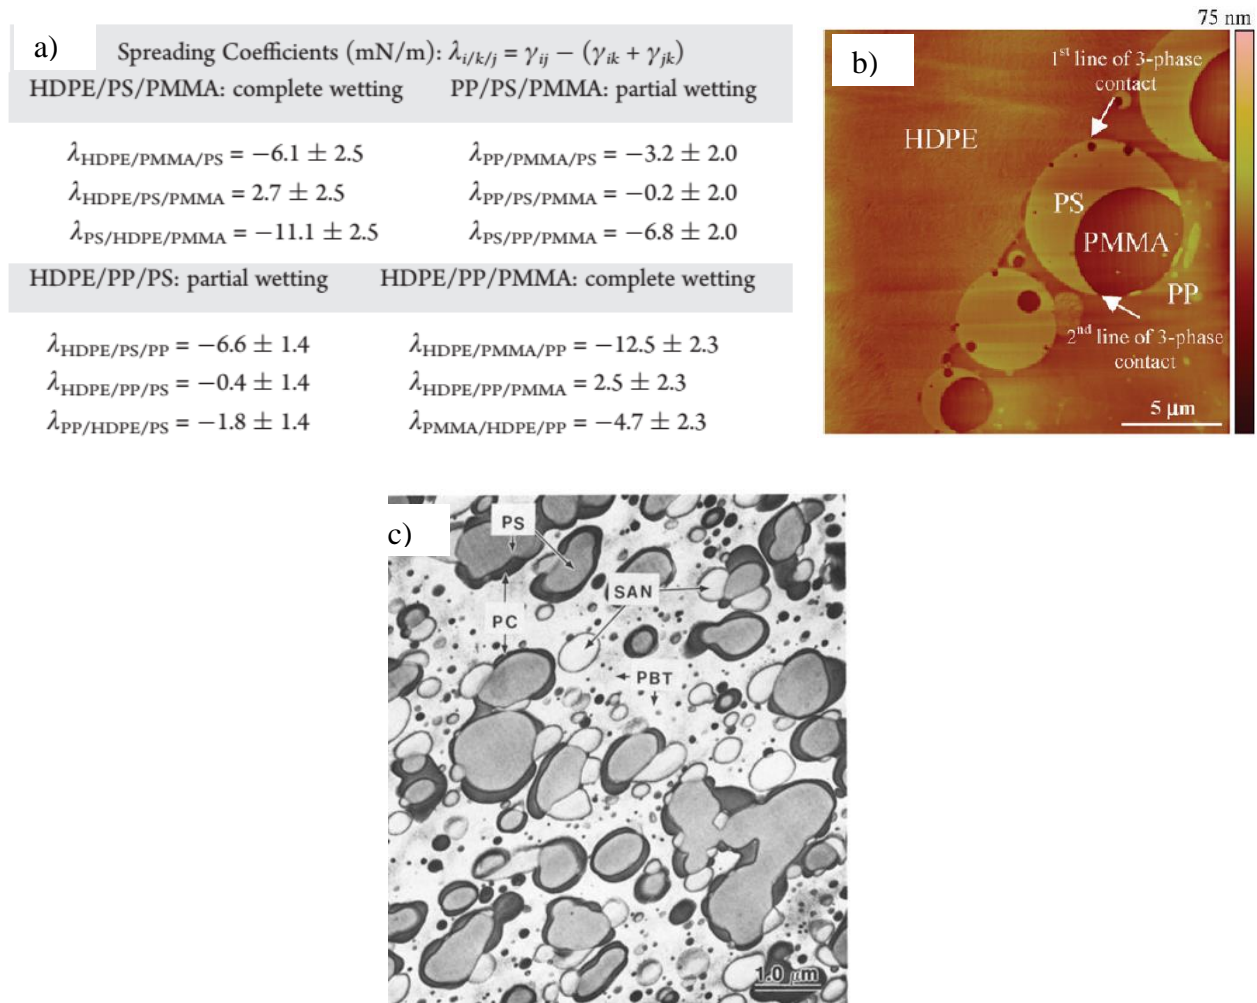 a)
Spreading Coefficients (mN/m): λi/k/j = γij − (γik + γjk)
HDPE/PS/PMMA: complete wetting
PP/PS/PMMA: partial wetting
λHDPE/PMMA/PS = −6.1 ± 2.5
λPP/PMMA/PS = −3.2 ± 2.0
λHDPE/PS/PMMA = 2.7 ± 2.5
λPP/PS/PMMA = −0.2 ± 2.0
λPS/HDPE/PMMA = −11.1 ± 2.5
λPS/PP/PMMA = −6.8 ± 2.0
HDPE/PP/PS: partial wetting
HDPE/PP/PMMA: complete wetting
λHDPE/PS/PP = −6.6 ± 1.4
λHDPE/PMMA/PP = −12.5 ± 2.3
λHDPE/PP/PS = −0.4 ± 1.4
λHDPE/PP/PMMA = 2.5 ± 2.3
λPP/HDPE/PS = −1.8 ± 1.4
λPMMA/HDPE/PP = −4.7 ± 2.3
75 nm
b)
1st line of 3-phase
contact
HDPE
PS
PMMA
PP
2nd line of 3-phase
contact
5 μm
c)
PS
SAN
PC
PBT
1.0 μm